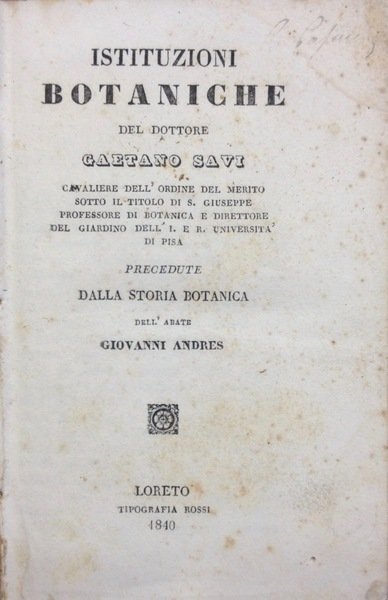 ISTITUZIONI
BOTANICHE
DEL DOTTORE
GAETANO SAVI
CAVALIERE DELL' ORDINE DEL MERITO
SOTTO IL TITOLO DI S. GIUSEPPE
PROFESSORE DI BOTANICA E DIRETTORE
DEL GIARDINO DELL' I. E R. UNIVERSITA'
DI PISA
PRECEDUTE
DALLA STORIA BOTANICA
DELL' ABATE
GIOVANNI ANDRES
LORETO
TIPOGRAFIA ROSSI
1840